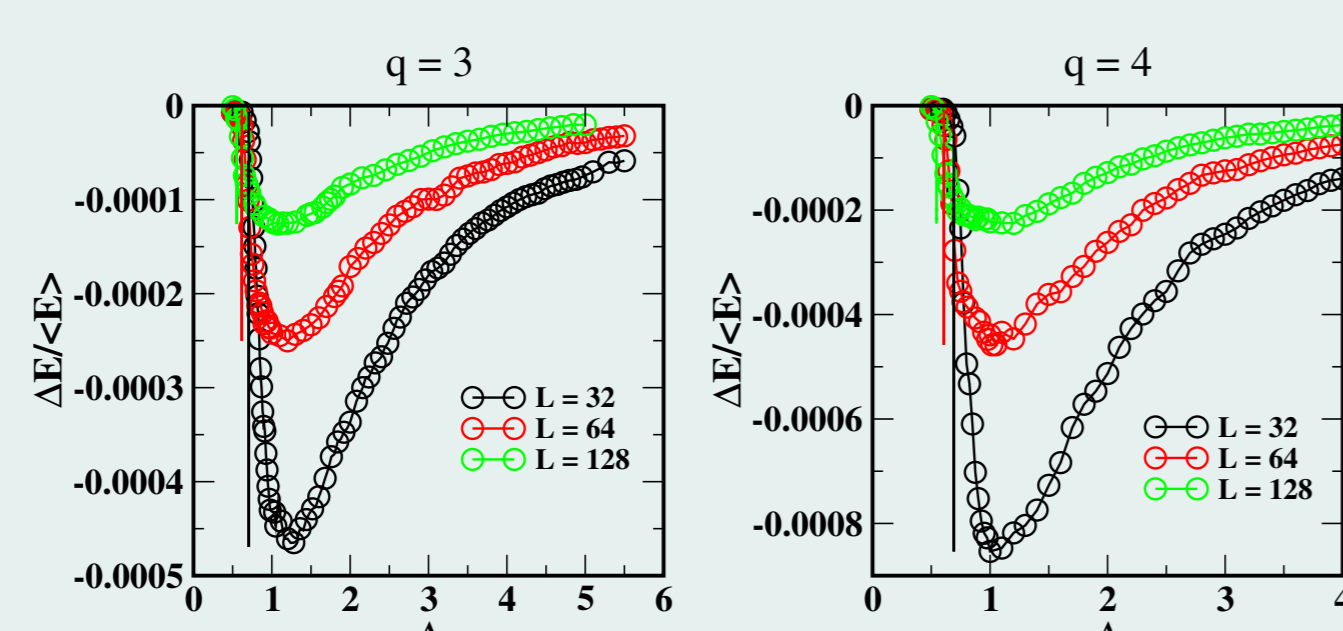 q = 3
0
-0.0001
-0.0002
-0.0003
-0.0004
-0.0005
ΔE/<E>
L = 32
L = 64
L = 128
0 1 2 3 4 5 6
q = 4
0
-0.0002
-0.0004
-0.0006
-0.0008
ΔE/<E>
L = 32
L = 64
L = 128
0 1 2 3 4